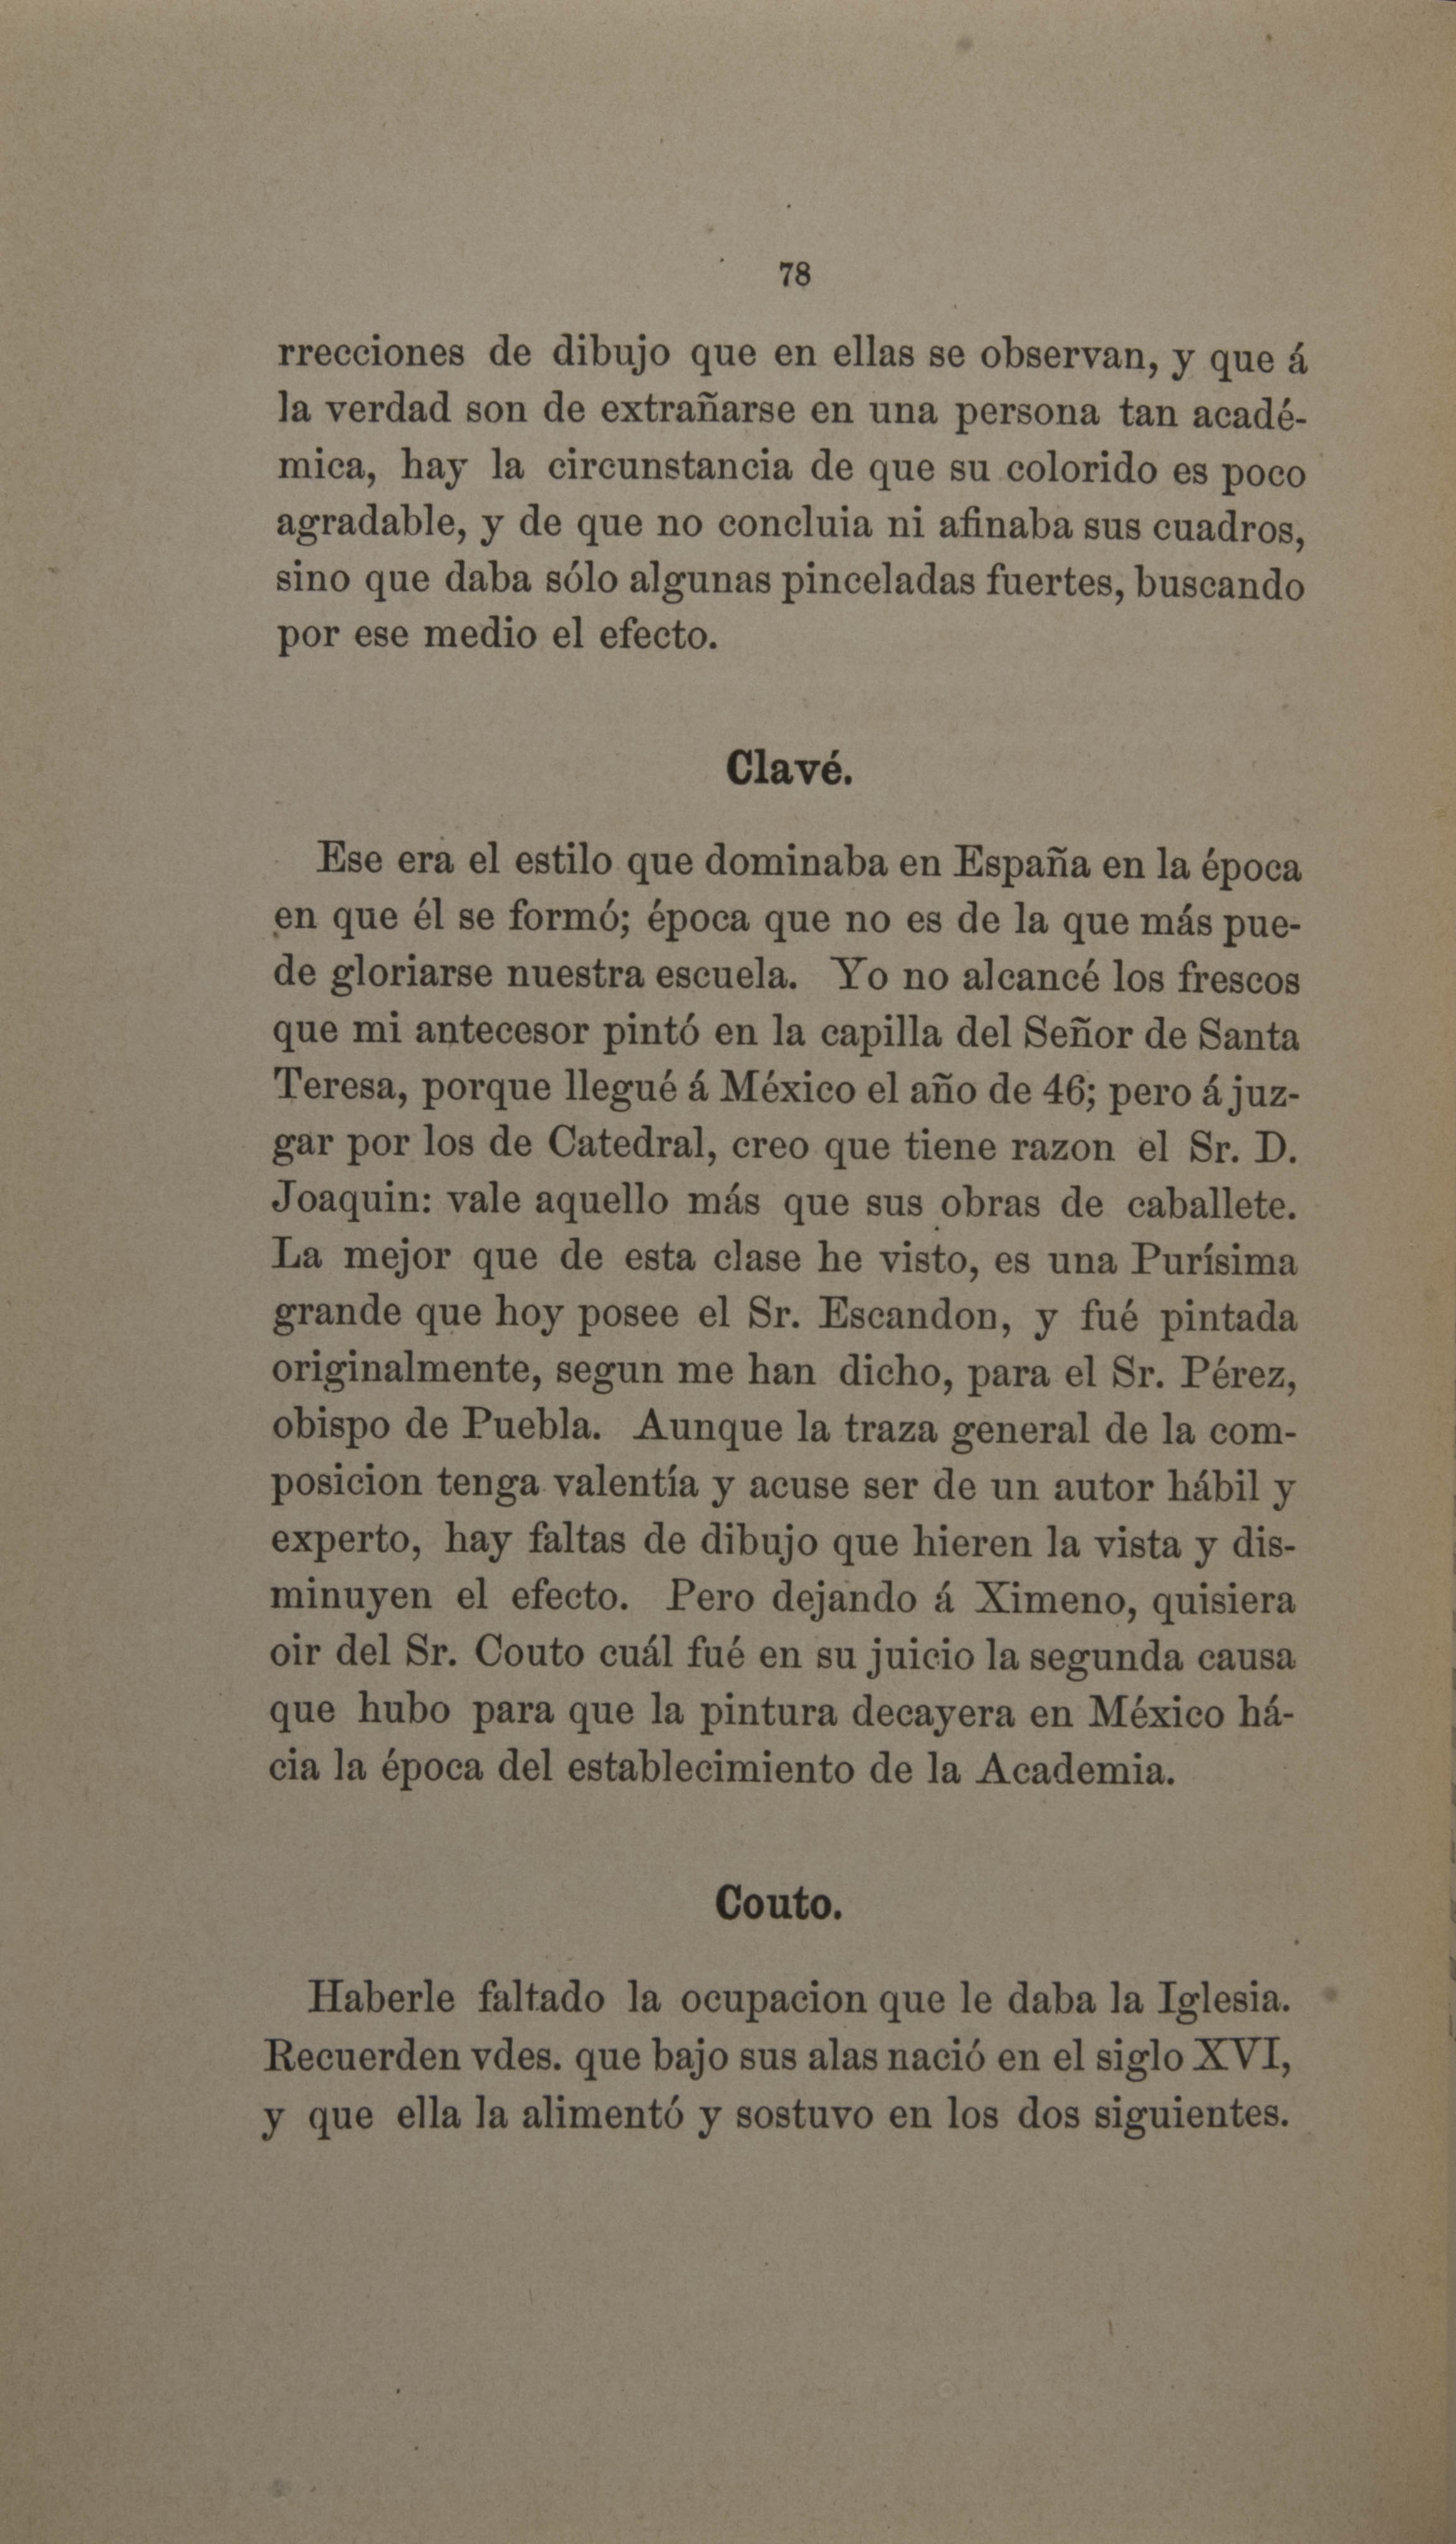 78
rrecciones de dibujo que en ellas se observan, y que á
la verdad son de extrañarse en una persona tan acadé-
mica, hay la circunstancia de que su colorido es poco
agradable, y de que no concluia ni afinaba sus cuadros,
sino que daba sólo algunas pinceladas fuertes, buscando
por ese medio el efecto.
Clavé.
Ese era el estilo que dominaba en España en la época
en que él se formó; época que no es de la que más pue-
de gloriarse nuestra escuela. Yo no alcancé los frescos
que mi antecesor pintó en la capilla del Señor de Santa
Teresa, porque llegué á México el año de 46; pero á juz-
gar por los de Catedral, creo que tiene razon el Sr. D.
Joaquin: vale aquello más que sus obras de caballete.
La mejor que de esta clase he visto, es una Purísima
grande que hoy posee el Sr. Escandon, y fué pintada
originalmente, segun me han dicho, para el Sr. Pérez,
obispo de Puebla. Aunque la traza general de la com-
posicion tenga valentía y acuse ser de un autor hábil y
experto, hay faltas de dibujo que hieren la vista y dis-
minuyen el efecto. Pero dejando á Ximeno, quisiera
oir del Sr. Couto cuál fué en su juicio la segunda causa
que hubo para que la pintura decayera en México há-
cia la época del establecimiento de la Academia.
Couto.
Haberle faltado la ocupacion que le daba la Iglesia.
Recuerden vdes. que bajo sus alas nació en el siglo XVI,
y que ella la alimentó y sostuvo en los dos siguientes.